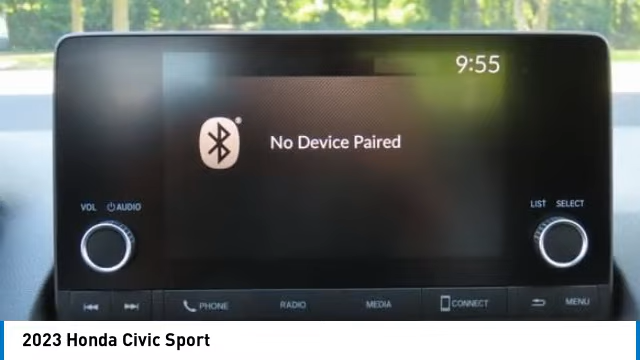 9:55
No Device Paired
VOL AUDIO
LIST SELECT
PHONE RADIO MEDIA CONNECT MENU
2023 Honda Civic Sport